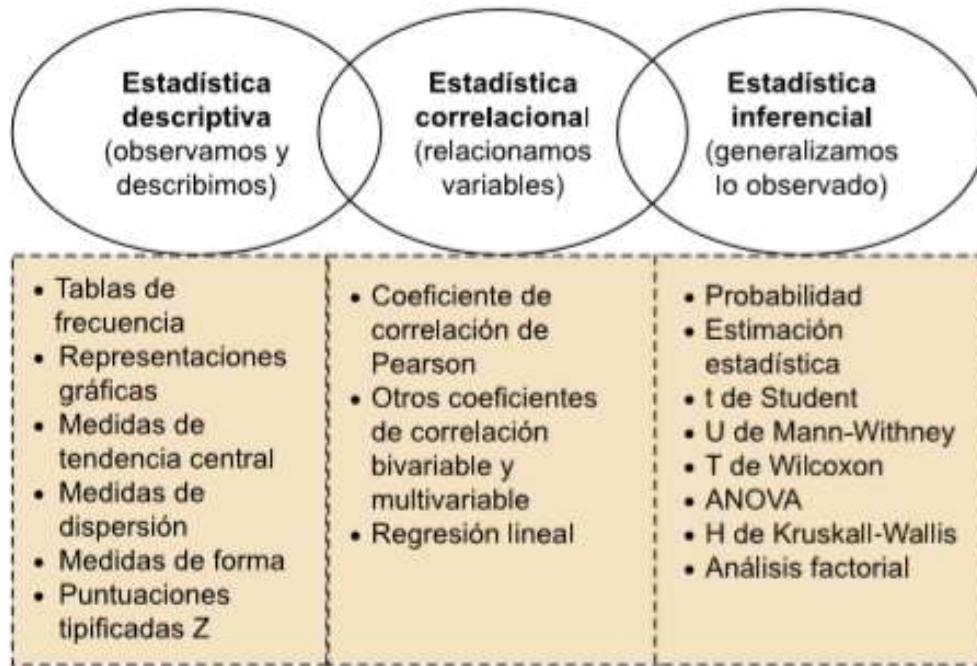 Estadística
descriptiva
(observamos y
describimos)
Estadística
correlacional
(relacionamos
variables)
Estadística
inferencial
(generalizamos
lo observado)
• Tablas de
frecuencia
• Representaciones
gráficas
• Medidas de
tendencia central
• Medidas de
dispersión
• Medidas de forma
• Puntuaciones
tipificadas Z
• Coeficiente de
correlación de
Pearson
• Otros coeficientes
de correlación
bivariable y
multivariable
• Regresión lineal
• Probabilidad
• Estimación
estadística
• t de Student
• U de Mann-Withney
• T de Wilcoxon
• ANOVA
• H de Kruskall-Wallis
• Análisis factorial